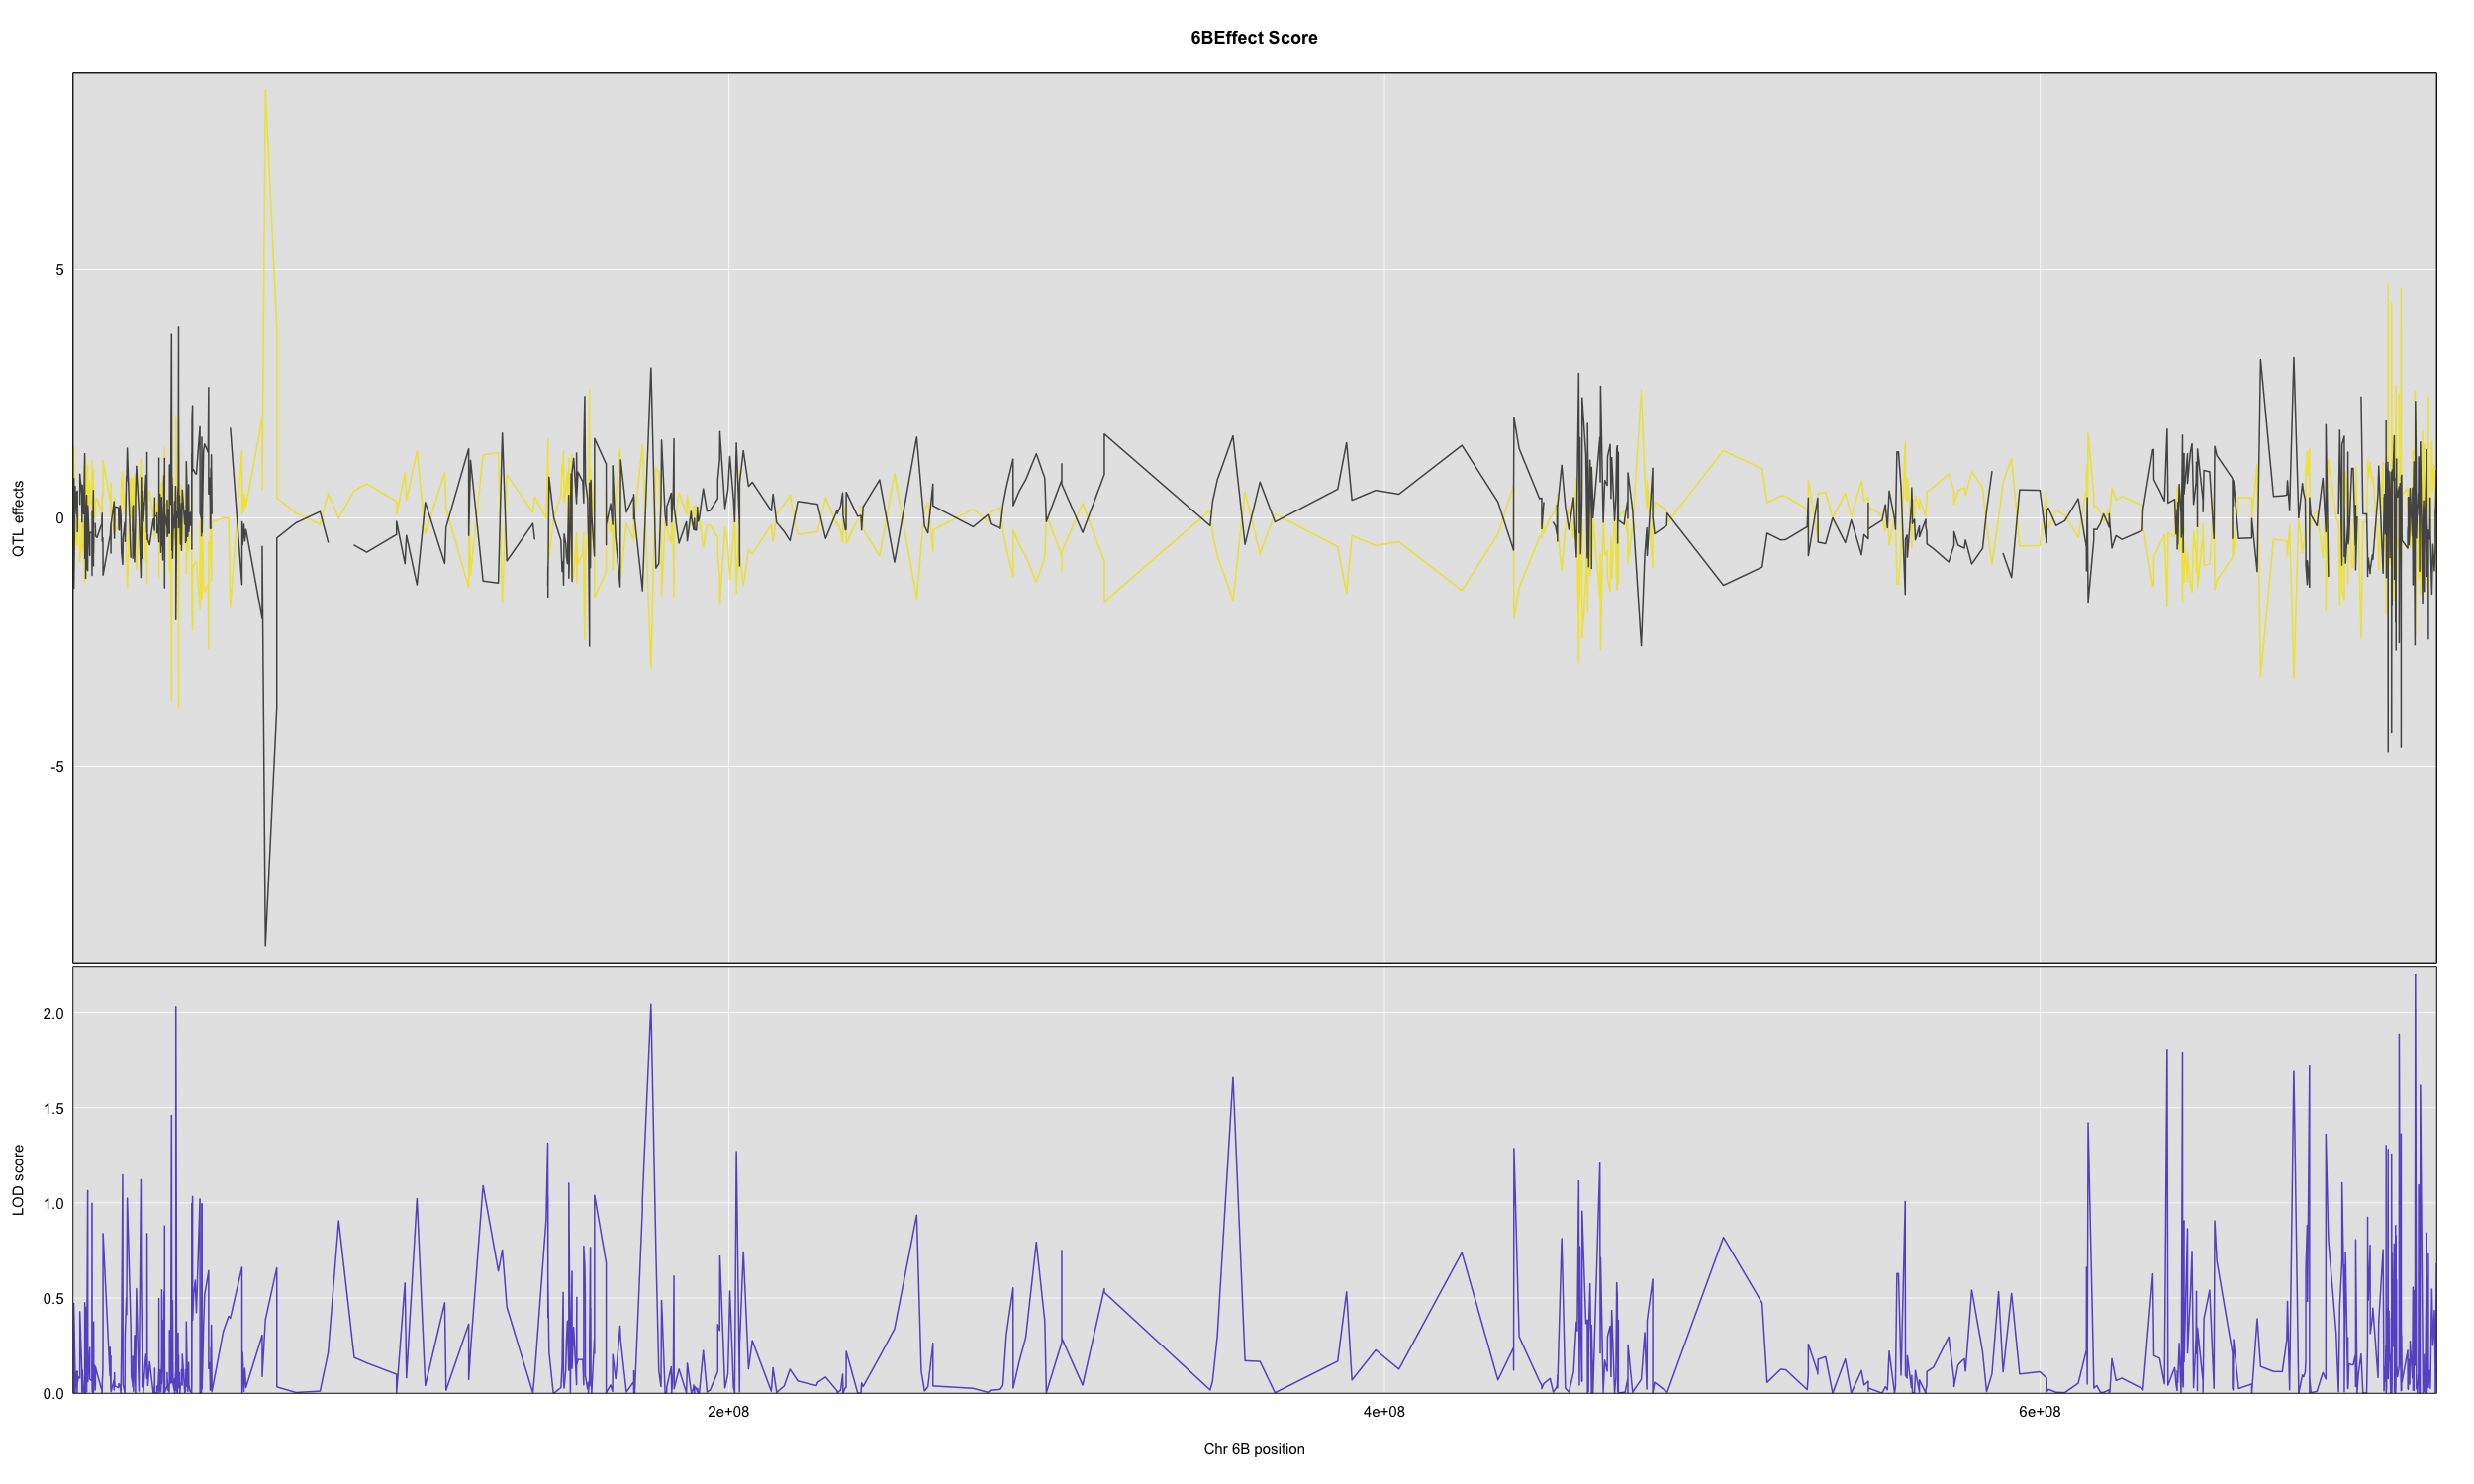 6BEffect Score
QTL effects
5
0
-5
LOD score
2.0
1.5
1.0
0.5
0.0
2e+08
4e+08
6e+08
Chr 6B position